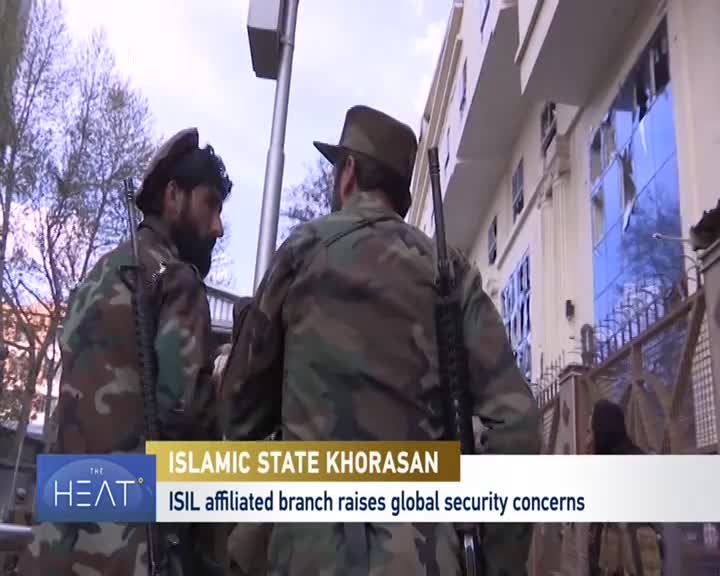 ISLAMIC STATE KHORASAN
THE
HEAT°
ISIL affiliated branch raises global security concerns